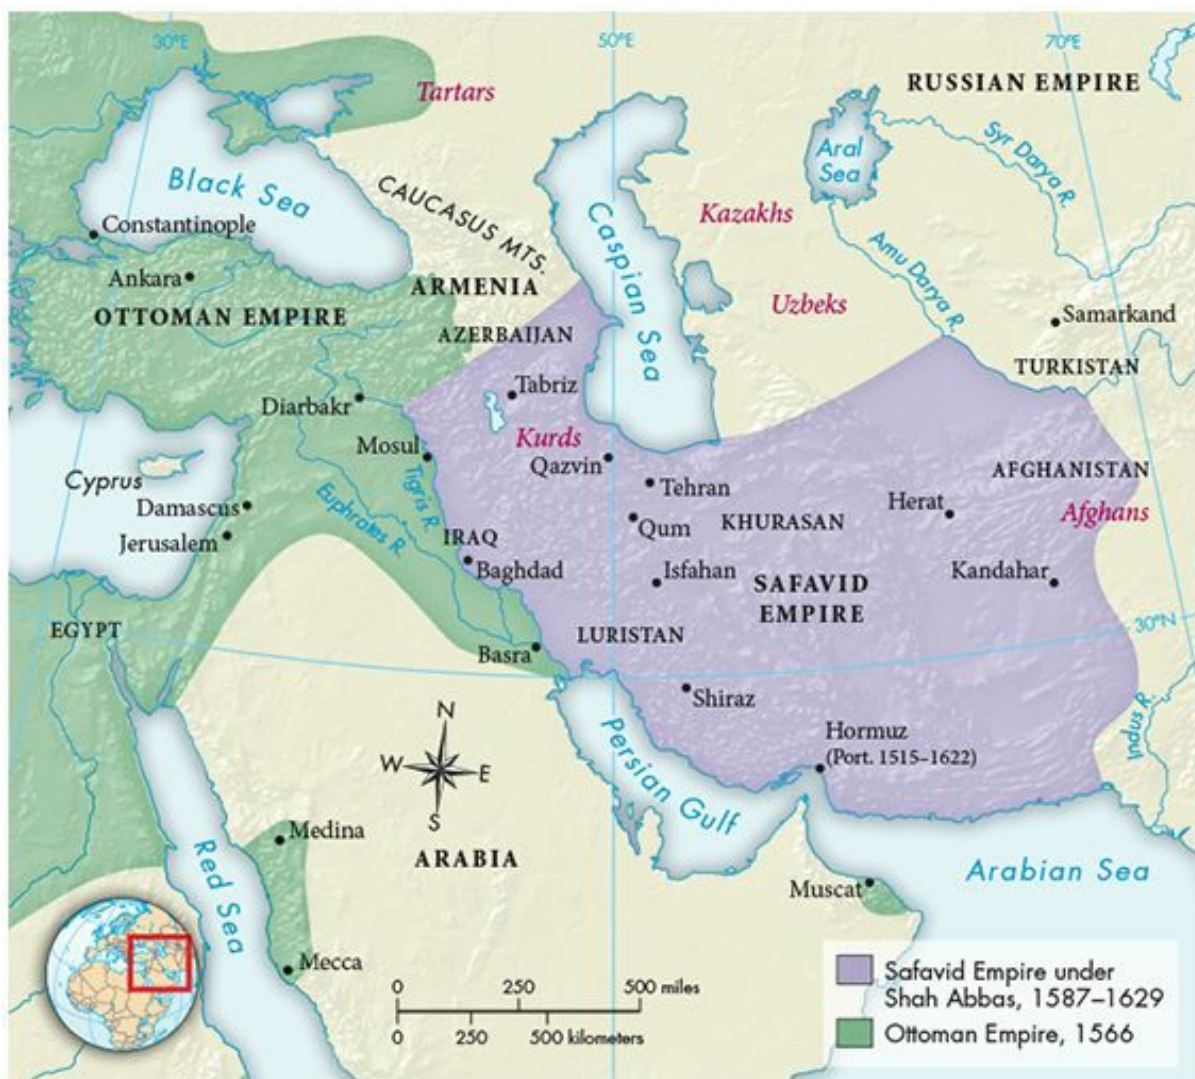 30°E
50°E
70°E
RUSSIAN EMPIRE
Tartars
Aral
Sea
Syr Darya R.
Black Sea
CAUCASUS MTS.
Caspian Sea
Kazakhs
Constantinople
Amu Darya R.
Ankara
ARMENIA
Uzbeks
OTTOMAN EMPIRE
Samarkand
AZERBAIJAN
TURKISTAN
Tabriz
Diarbakr
Kurds
Mosul
Qazvin
AFGHANISTAN
Cyprus
Tigris R.
Tehran
Euphrates R.
Damascus
Herat
Afghans
Qum
KHURASAN
Jerusalem
IRAQ
Baghdad
Isfahan
SAFAVID
EMPIRE
Kandahar
EGYPT
LURISTAN
30°N
Basra
Shiraz
Indus R.
N
W
E
S
Persian Gulf
Hormuz
(Port. 1515–1622)
Medina
Red Sea
ARABIA
Arabian Sea
Muscat
Mecca
0 250 500 miles
0 250 500 kilometers
Safavid Empire under
Shah Abbas, 1587–1629
Ottoman Empire, 1566